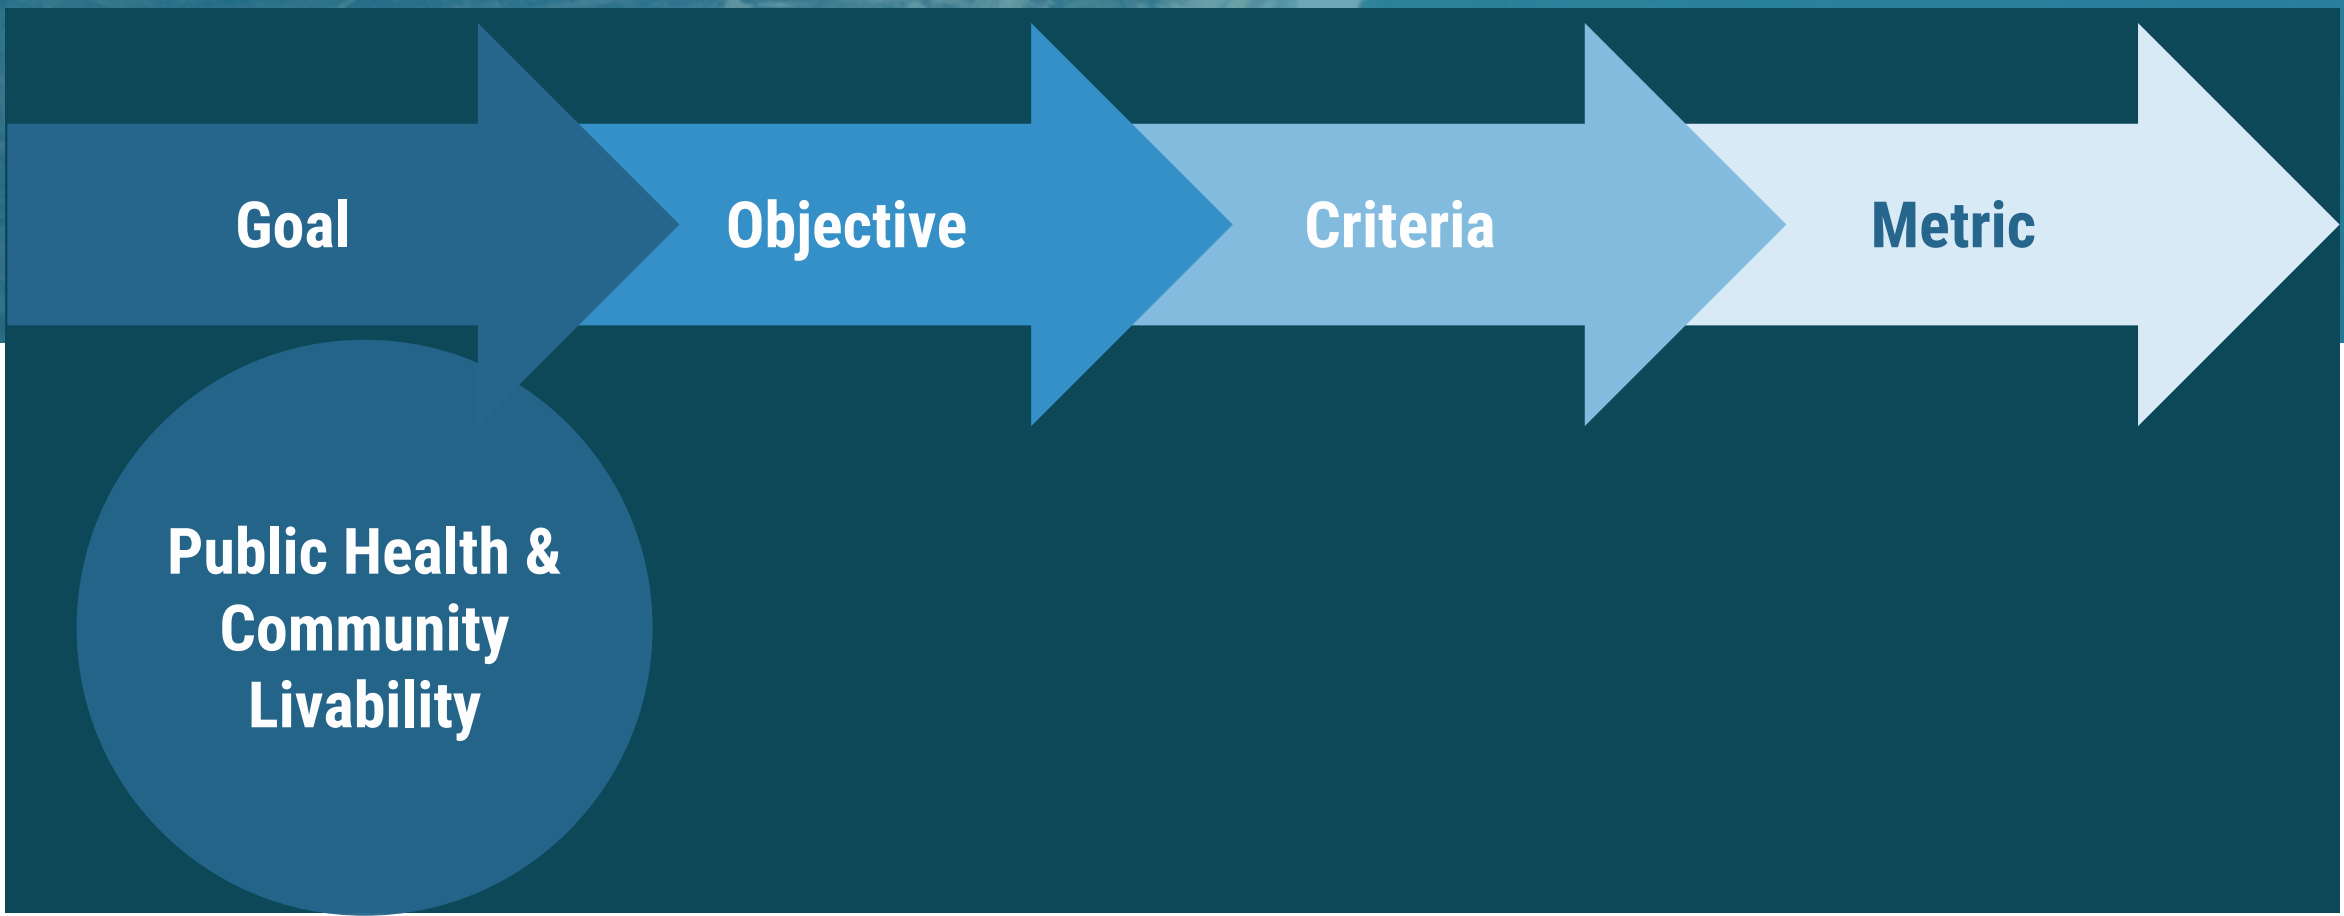 Goal
Objective
Criteria
Metric
Public Health &
Community
Livability